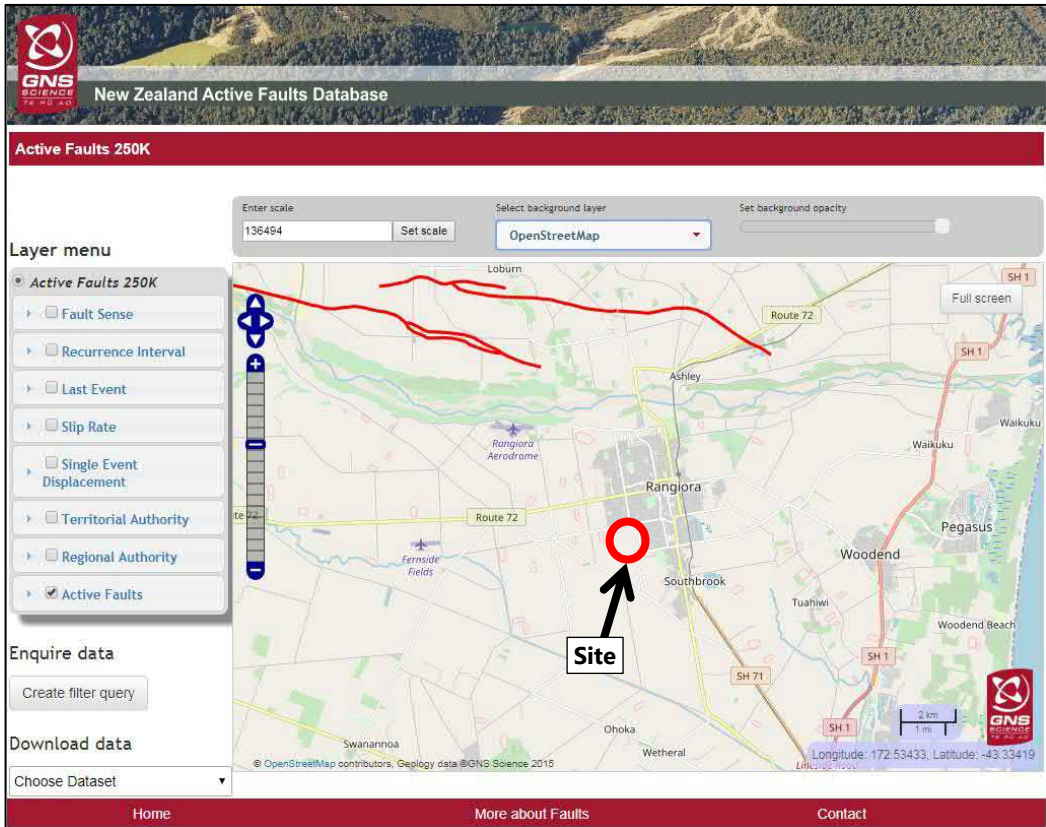 GNS
SCIENCE
TE PŪ AO
New Zealand Active Faults Database
Active Faults 250K
Enter scale
Select background layer
Set background opacity
136494
Set scale
OpenStreetMap
Layer menu
Active Faults 250K
Fault Sense
Recurrence Interval
Last Event
Slip Rate
Single Event
Displacement
Territorial Authority
Regional Authority
Active Faults
Enquire data
Create filter query
Download data
Choose Dataset
Loburn
SH 1
Full screen
Route 72
SH 1
Ashley
Waikuku
Rangiora
Aerodrome
Waikuku
Rangiora
Route 72
Pegasus
Fernside
Fields
Woodend
Southbrook
Tuahiwi
Woodend Beach
Site
SH 1
SH 71
2 km
1 mi
GNS
SH 1
Ohoka
Swanannoa
Wetheral
Longitude: 172.53433, Latitude: -43.33419
© OpenStreetMap contributors, Geology data ©GNS Science 2015
Home
More about Faults
Contact